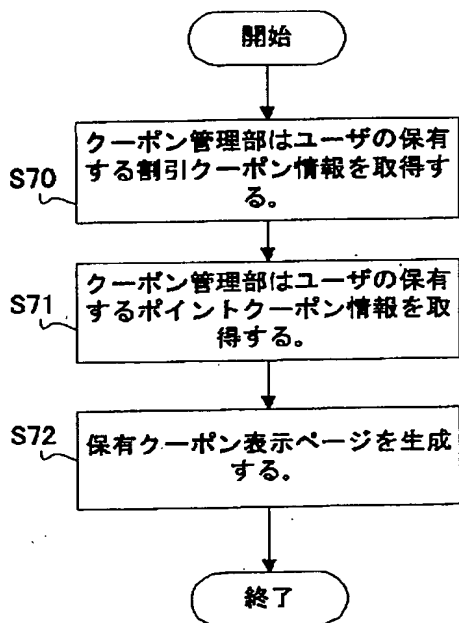 開始
S70
クーポン管理部はユーザの保有
する割引クーポン情報を取得す
る。
S71
クーポン管理部はユーザの保有
するポイントクーポン情報を取
得する。
S72
保有クーポン表示ページを生成
する。
終了